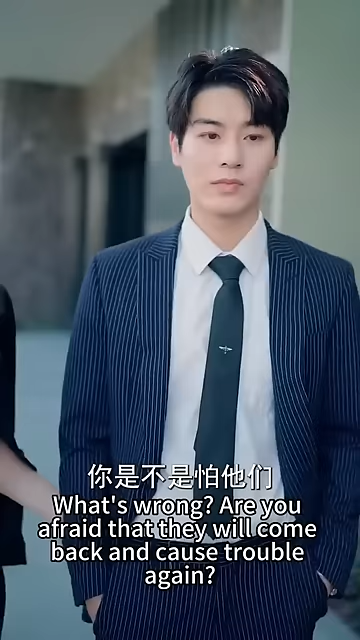 你是不是怕他们
What's wrong? Are you
afraid that they will come
back and cause trouble
again?